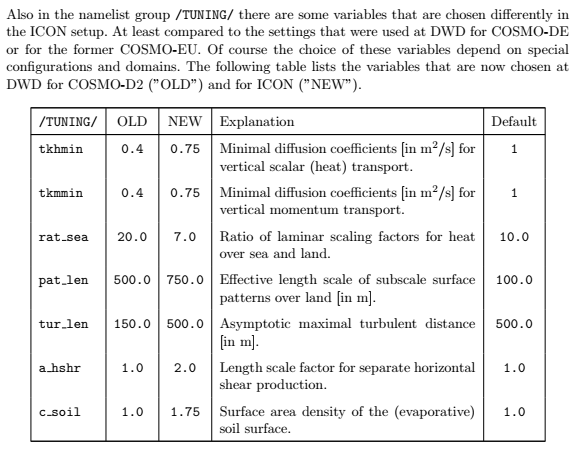 Also in the namelist group /TUNING/ there are some variables that are chosen differently in
the ICON setup. At least compared to the settings that were used at DWD for COSMO-DE
or for the former COSMO-EU. Of course the choice of these variables depend on special
configurations and domains. The following table lists the variables that are now chosen at
DWD for COSMO-D2 ("OLD") and for ICON ("NEW").
/TUNING/ OLD NEW Explanation Default
tkhmin 0.4 0.75 Minimal diffusion coefficients [in m²/s] for 1
vertical scalar (heat) transport.
tkmmin 0.4 0.75 Minimal diffusion coefficients [in m²/s] for 1
vertical momentum transport.
rat_sea 20.0 7.0 Ratio of laminar scaling factors for heat 10.0
over sea and land.
pat_len 500.0 750.0 Effective length scale of subscale surface 100.0
patterns over land [in m].
tur_len 150.0 500.0 Asymptotic maximal turbulent distance 500.0
[in m].
a_hshr 1.0 2.0 Length scale factor for separate horizontal 1.0
shear production.
c_soil 1.0 1.75 Surface area density of the (evaporative) 1.0
soil surface.